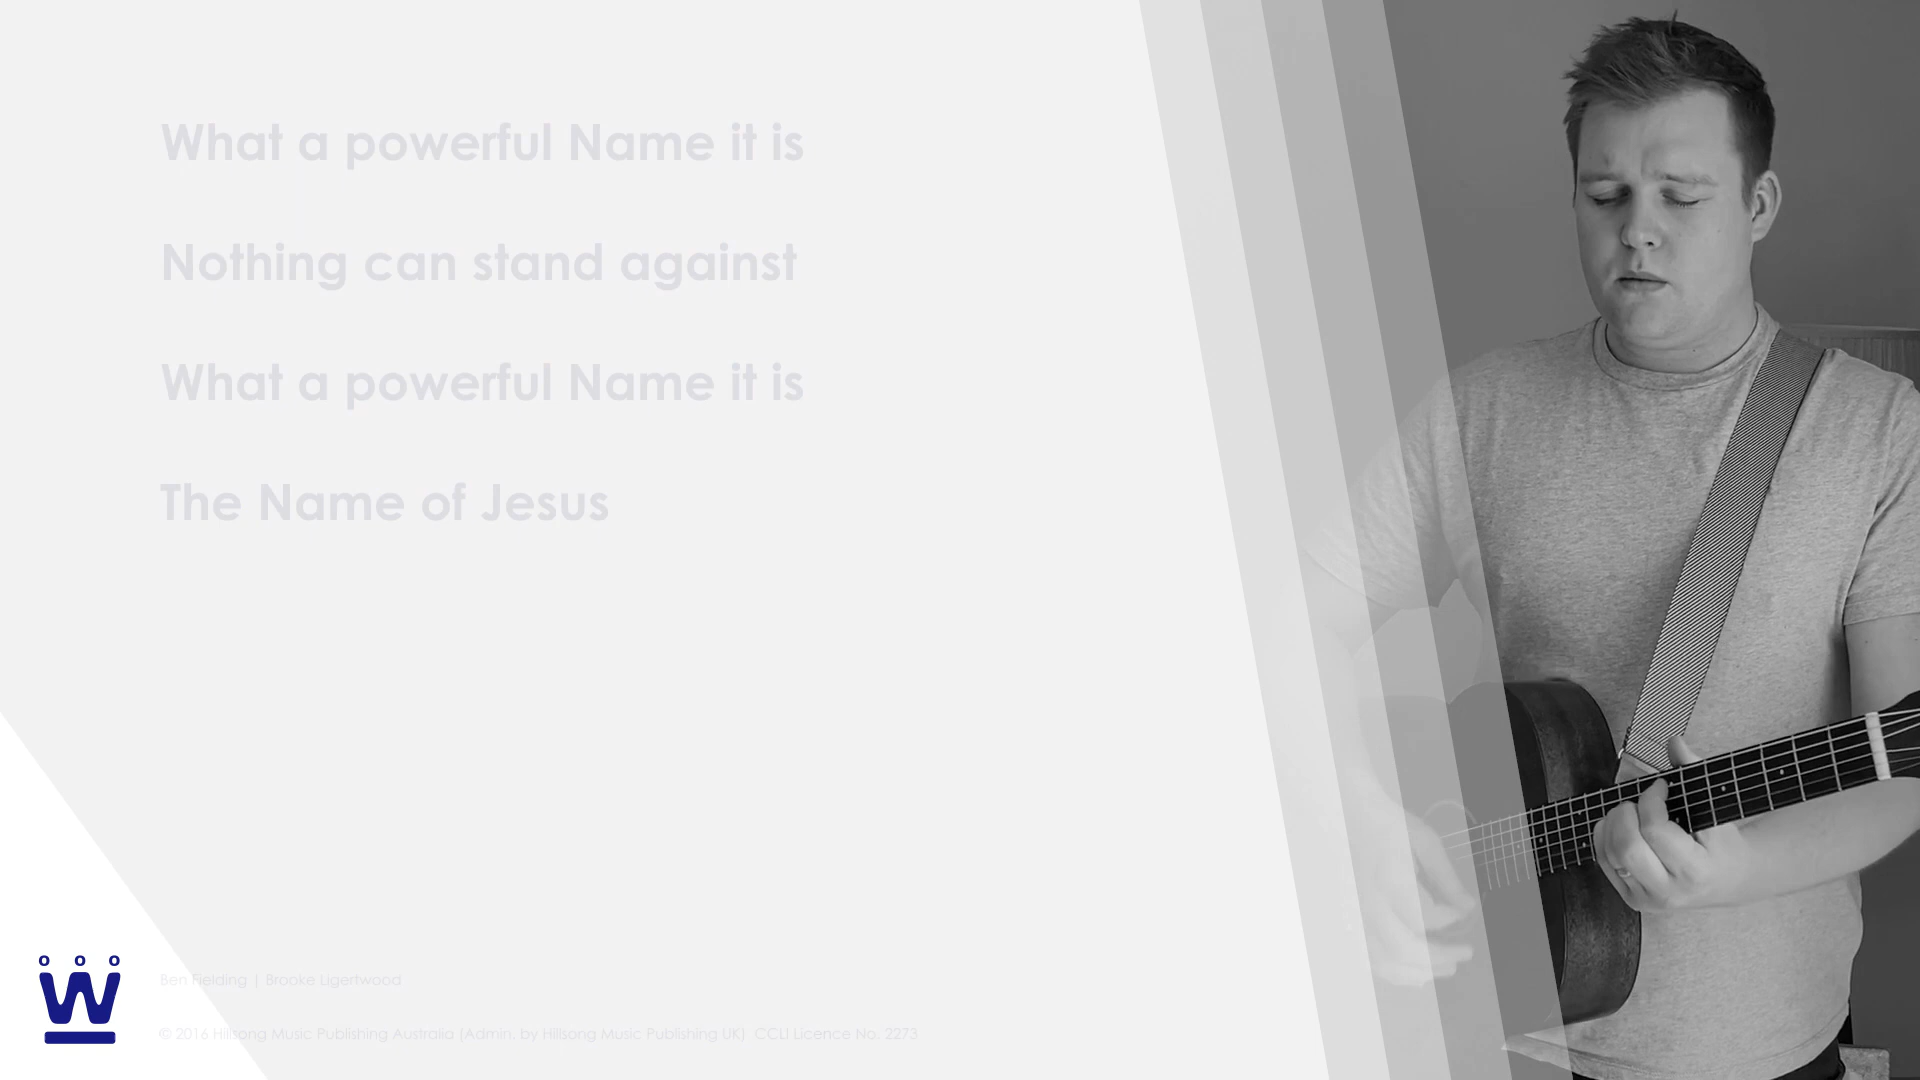 What a powerful Name it is
Nothing can stand against
What a powerful Name it is
The Name of Jesus
W
Ben Fielding | Brooke Ligertwood
© 2016 Hillsong Music Publishing Australia (Admin. by Hillsong Music Publishing UK) CCLI Licence No. 2273